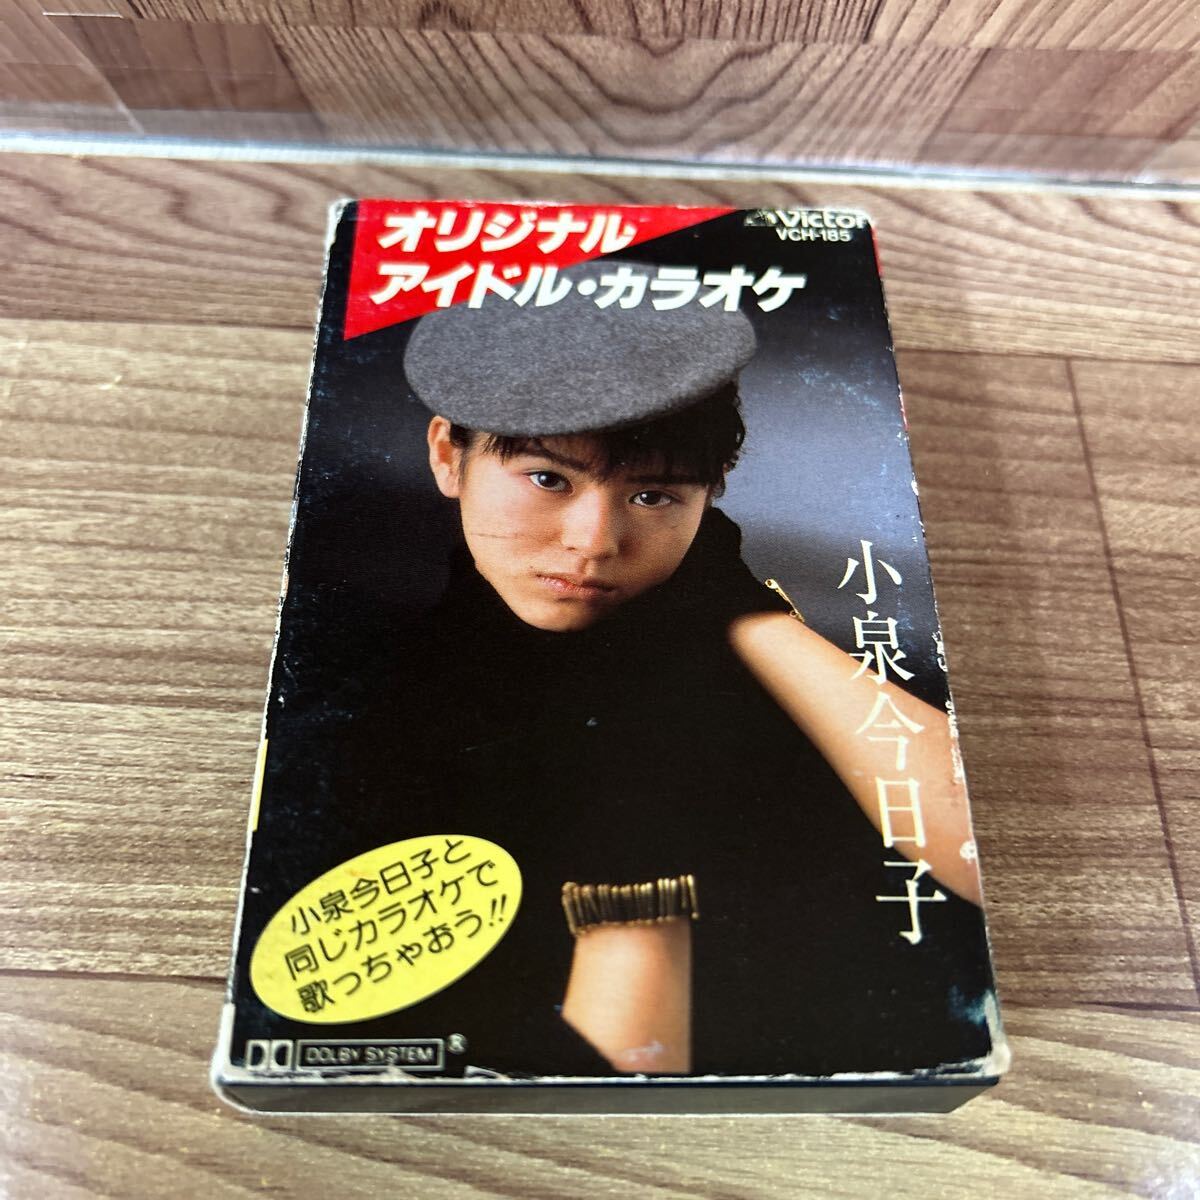 オリジナル
アイドル・カラオケ
Victor
VCH-185
小泉今日子
小泉今日子と
同じカラオケで
歌っちゃおう!!
DOLBY SYSTEM ®